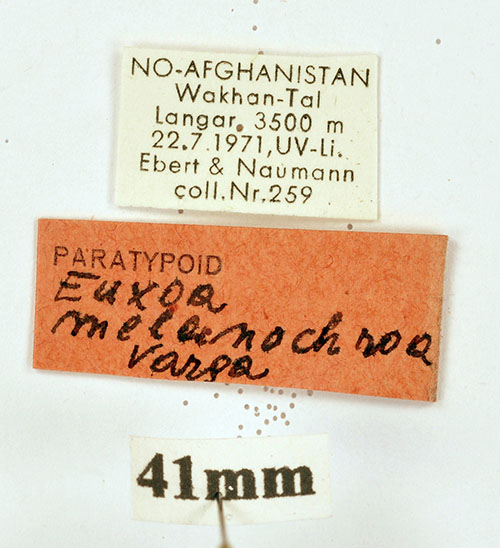 NO-AFGHANISTAN
Wakhan-Tal
Langar, 3500 m
22.7.1971,UV-Li.
Ebert & Naumann
coll.Nr.259
PARATYPOID
Euxoa
melanochroa
Varga
41mm